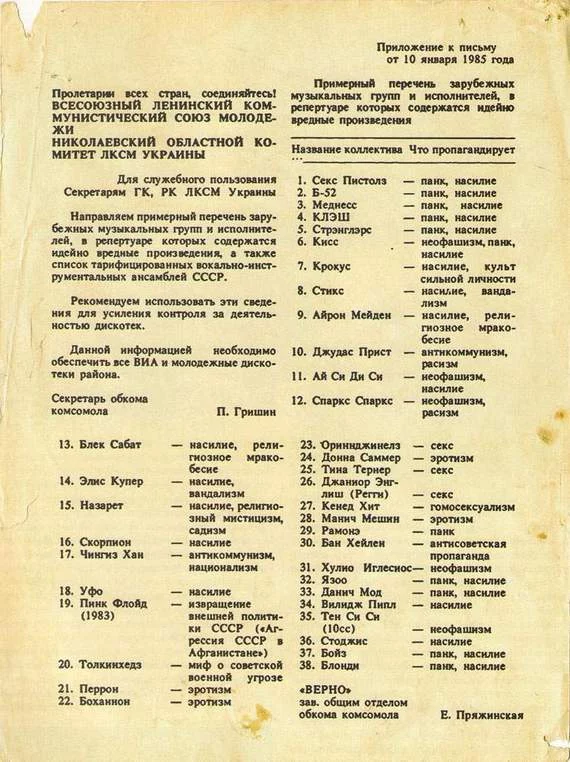 Приложение к письму
от 10 января 1985 года
Пролетарии всех стран, соединяйтесь!
ВСЕСОЮЗНЫЙ ЛЕНИНСКИЙ КОМ-
МУНИСТИЧЕСКИЙ СОЮЗ МОЛОДЕ-
ЖИ
НИКОЛАЕВСКИЙ ОБЛАСТНОЙ КО-
МИТЕТ ЛКСМ УКРАИНЫ
Для служебного пользования
Секретарям ГК, РК ЛКСМ Украины
Направляем примерный перечень зару-
бежных музыкальных групп и исполните-
лей, в репертуаре которых содержатся
идейно вредные произведения, а также
список тарифицированных вокально-инст-
рументальных ансамблей СССР.
Рекомендуем использовать эти сведе-
ния для усиления контроля за деятель-
ностью дискотек.
Данной информацией необходимо
обеспечить все ВИА и молодежные диско-
теки района.
Секретарь обкома
комсомола П. Гришин
Примерный перечень зарубежных
музыкальных групп и исполнителей, в
репертуаре которых содержатся идейно
вредные произведения
Название коллектива Что пропагандирует
1. Секс Пистолз — панк, насилие
2. Б-52 — панк, насилие
3. Меднесс — панк, насилие
4. КЛЭШ — панк, насилие
5. Стрэнглэрс — панк, насилие
6. Кисс — неофашизм, панк,
насилие
7. Крокус — насилие, культ
сильной личности
8. Стикс — насилие,ванда-
лизм
9. Айрон Мейден — насилие, рели-
гиозное мрако-
бесие
10. Джудас Прист — антикоммунизм,
расизм
11. Ай Си Ди Си — неофашизм,
насилие
12. Спаркс Спаркс — неофашизм,
расизм
13. Блек Сабат — насилие, рели-
гиозное мрако-
бесие
14. Элис Купер — насилие,
вандализм
15. Назарет — насилие, религио-
зный мистицизм,
садизм
16. Скорпион — насилие
17. Чингиз Хан — антикоммунизм,
национализм
18. Уфо — насилие
19. Пинк Флойд — извращение
(1983) внешней полити-
ки СССР («Аг-
рессия СССР в
Афганистане»)
20. Толкинхедз — миф о советской
военной угрозе
21. Перрон — эротизм
22. Боханнон — эротизм
23. Ориннджинелз — секс
24. Донна Саммер — эротизм
25. Тина Тернер — секс
26. Джаниор Энг-
лиш (Регги) — секс
27. Кенед Хит — гомосексуализм
28. Манич Мешин — эротизм
29. Рамонэ — панк
30. Бан Хейлен — антисоветская
пропаганда
31. Хулио Иглесиос— неофашизм
32. Язоо — панк, насилие
33. Данич Мод — панк, насилие
34. Вилидж Пипл — насилие
35. Тен Си Си
(10сс) — неофашизм
36. Стоджис — насилие
37. Бойз — панк, насилие
38. Блонди — панк, насилие
«ВЕРНО»
зав. общим отделом
обкома комсомола Е. Пряжинская